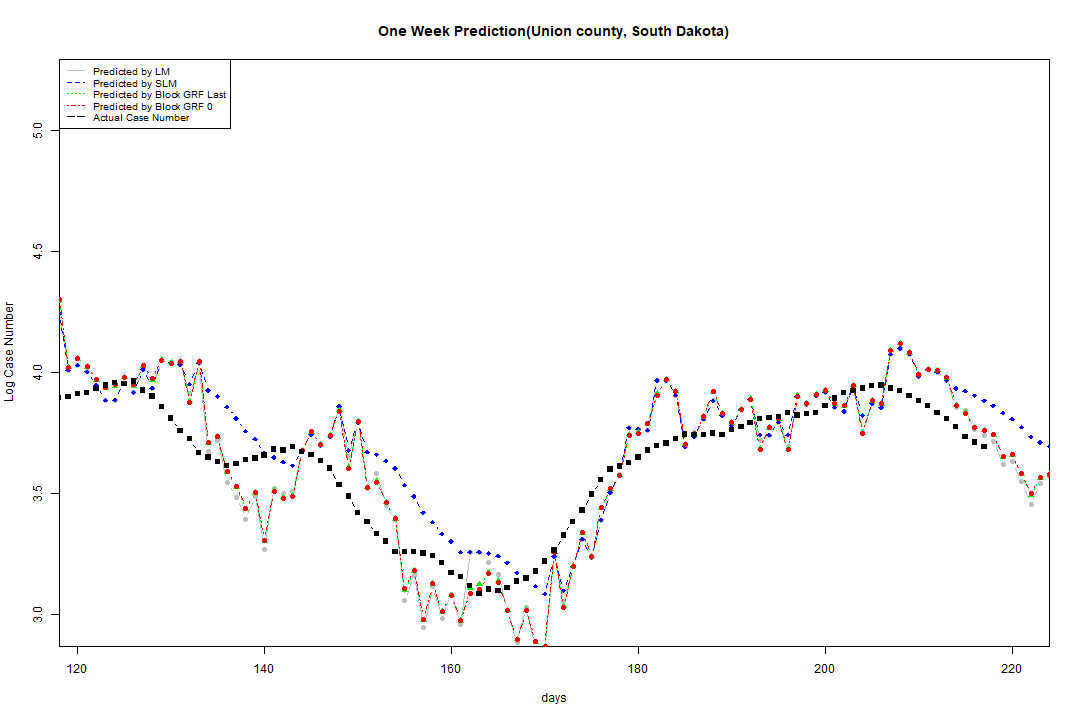 One Week Prediction(Union county, South Dakota)
Predicted by LM
Predicted by SLM
Predicted by Block GRF Last
Predicted by Block GRF 0
Actual Case Number
Log Case Number
5.0
4.5
4.0
3.5
3.0
120 140 160 180 200 220
days